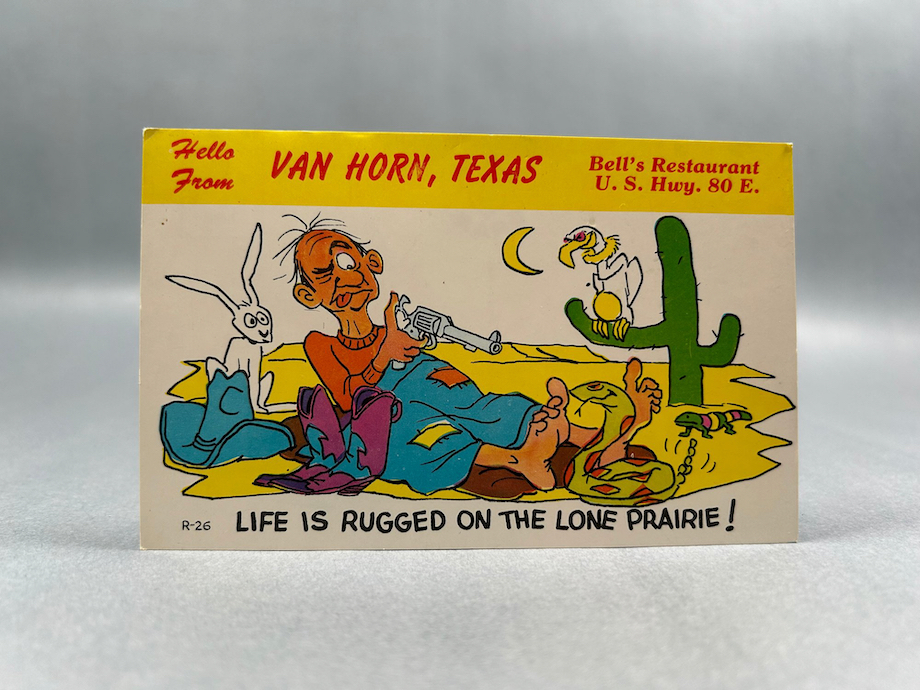 Hello
From
VAN HORN, TEXAS
Bell's Restaurant
U. S. Hwy. 80 E.
R-26
LIFE IS RUGGED ON THE LONE PRAIRIE!